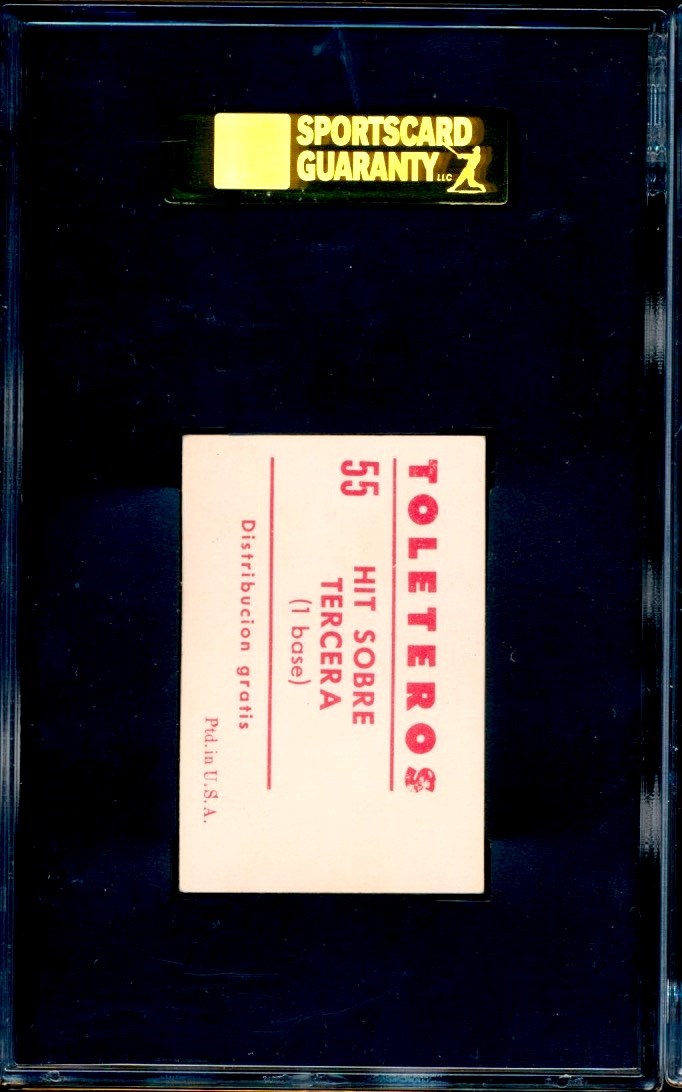 SPORTSCARD
GUARANTY LLC
TOLETEROS
55
HIT SOBRE
TERCERA
(1 base)
Distribucion gratis
Ptd. in U.S.A.